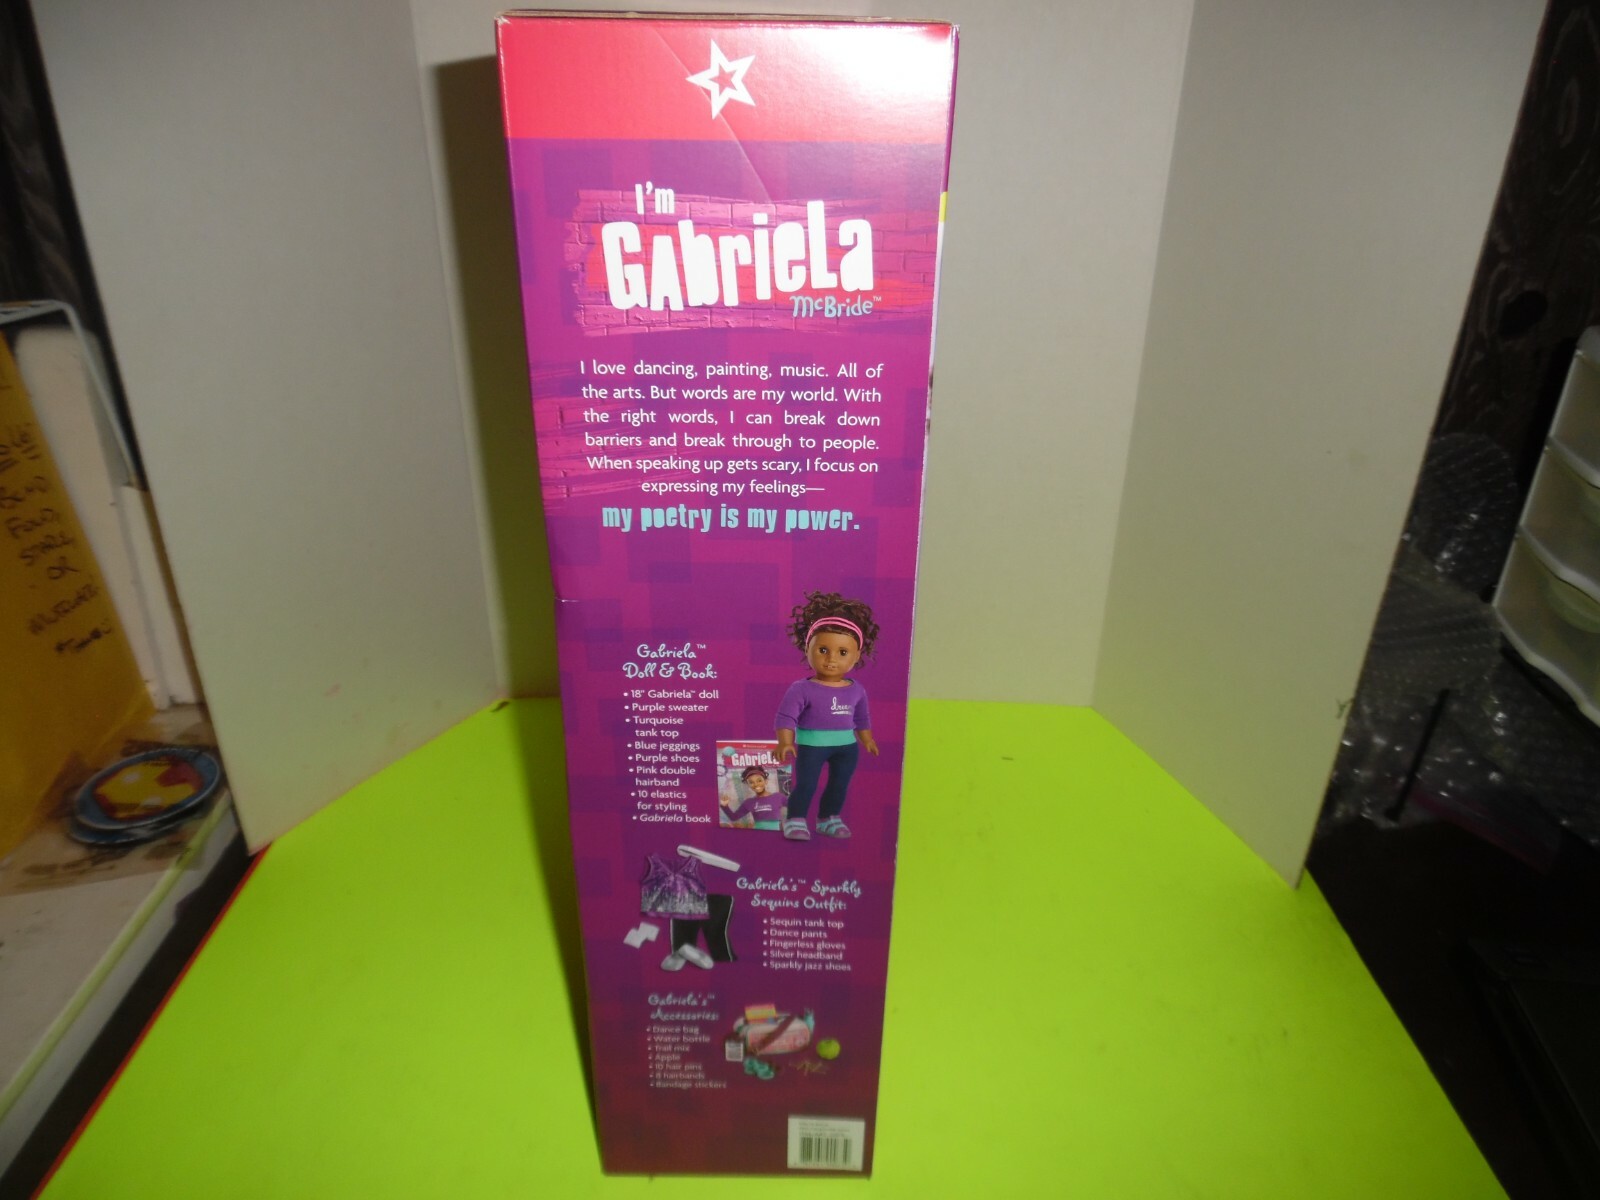 I'm
GAbrieLa
McBride™
I love dancing, painting, music. All of
the arts. But words are my world. With
the right words, I can break down
barriers and break through to people.
When speaking up gets scary, I focus on
expressing my feelings—
my poetry is my power.
Gabriela™
Doll & Book:
• 18" Gabriela™ doll
• Purple sweater
• Turquoise
tank top
• Blue jeggings
• Purple shoes
• Pink double
hairband
• 10 elastics
for styling
• Gabriela book
GAbrieLa
Gabriela's™ Sparkly
Sequins Outfit:
• Sequin tank top
• Dance pants
• Fingerless gloves
• Silver headband
• Sparkly jazz shoes
Gabriela's™
Accessories:
• Dance bag
• Water bottle
• Trail mix
• Apple
• 10 hair pins
• 8 hairbands
• Bandage stickers
OR